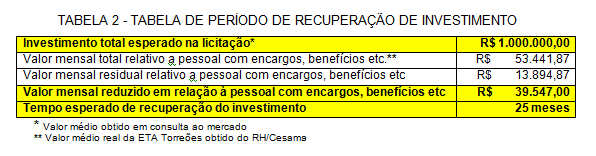 TABELA 2 - TABELA DE PERÍODO DE RECUPERAÇÃO DE INVESTIMENTO
Investimento total esperado na licitação* R$ 1.000.000,00
Valor mensal total relativo a pessoal com encargos, benefícios etc.** R$ 53.441,87
Valor mensal residual relativo a pessoal com encargos, benefícios etc R$ 13.894,87
Valor mensal reduzido em relação à pessoal com encargos, benefícios etc R$ 39.547,00
Tempo esperado de recuperação do investimento 25 meses
* Valor médio obtido em consulta ao mercado
** Valor médio real da ETA Torreões obtido do RH/Cesama